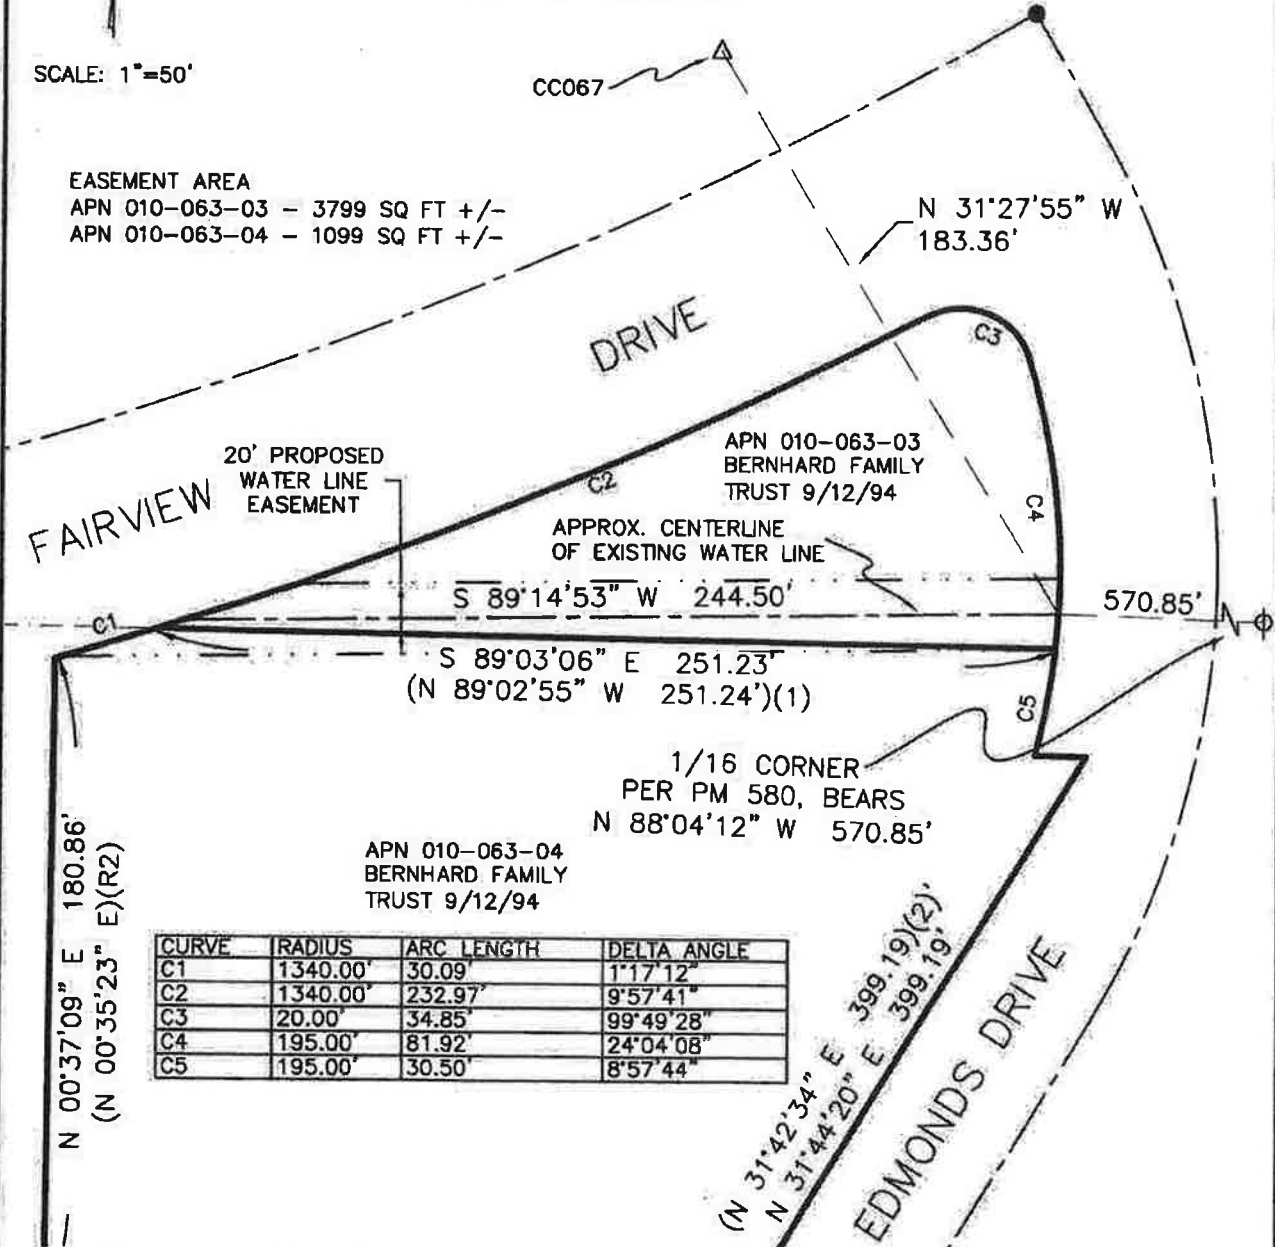 SCALE: 1"=50'
CC067
EASEMENT AREA
APN 010-063-03 - 3799 SQ FT +/-
APN 010-063-04 - 1099 SQ FT +/-
N 31°27'55" W
183.36'
DRIVE
C3
20' PROPOSED
WATER LINE
EASEMENT
FAIRVIEW
C2
APN 010-063-03
BERNHARD FAMILY
TRUST 9/12/94
C4
APPROX. CENTERLINE
OF EXISTING WATER LINE
S 89°14'53" W 244.50'
570.85'
C1
S 89°03'06" E 251.23'
(N 89°02'55" W 251.24')(1)
C5
1/16 CORNER
PER PM 580, BEARS
N 88°04'12" W 570.85'
N 00°37'09" E 180.86'
(N 00°35'23" E)(R2)
APN 010-063-04
BERNHARD FAMILY
TRUST 9/12/94
CURVE RADIUS ARC LENGTH DELTA ANGLE
C1 1340.00' 30.09' 1°17'12"
C2 1340.00' 232.97' 9°57'41"
C3 20.00' 34.85' 99°49'28"
C4 195.00' 81.92' 24°04'08"
C5 195.00' 30.50' 8°57'44"
(N 31°42'34" E 399.19)(2)'
N 31°44'20" E 399.19'
EDMONDS DRIVE